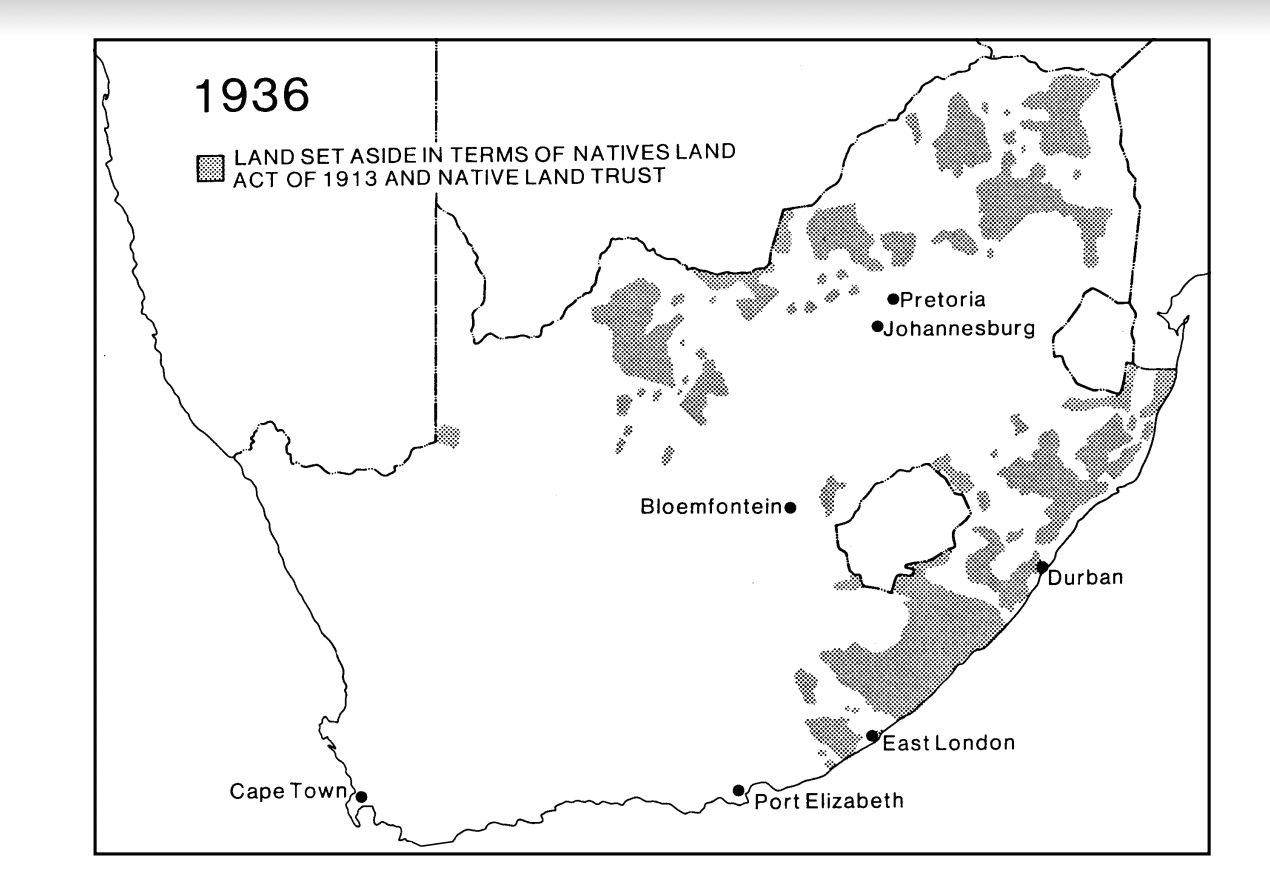 1936
LAND SET ASIDE IN TERMS OF NATIVES LAND
ACT OF 1913 AND NATIVE LAND TRUST
Pretoria
Johannesburg
Bloemfontein
Durban
East London
Cape Town
Port Elizabeth